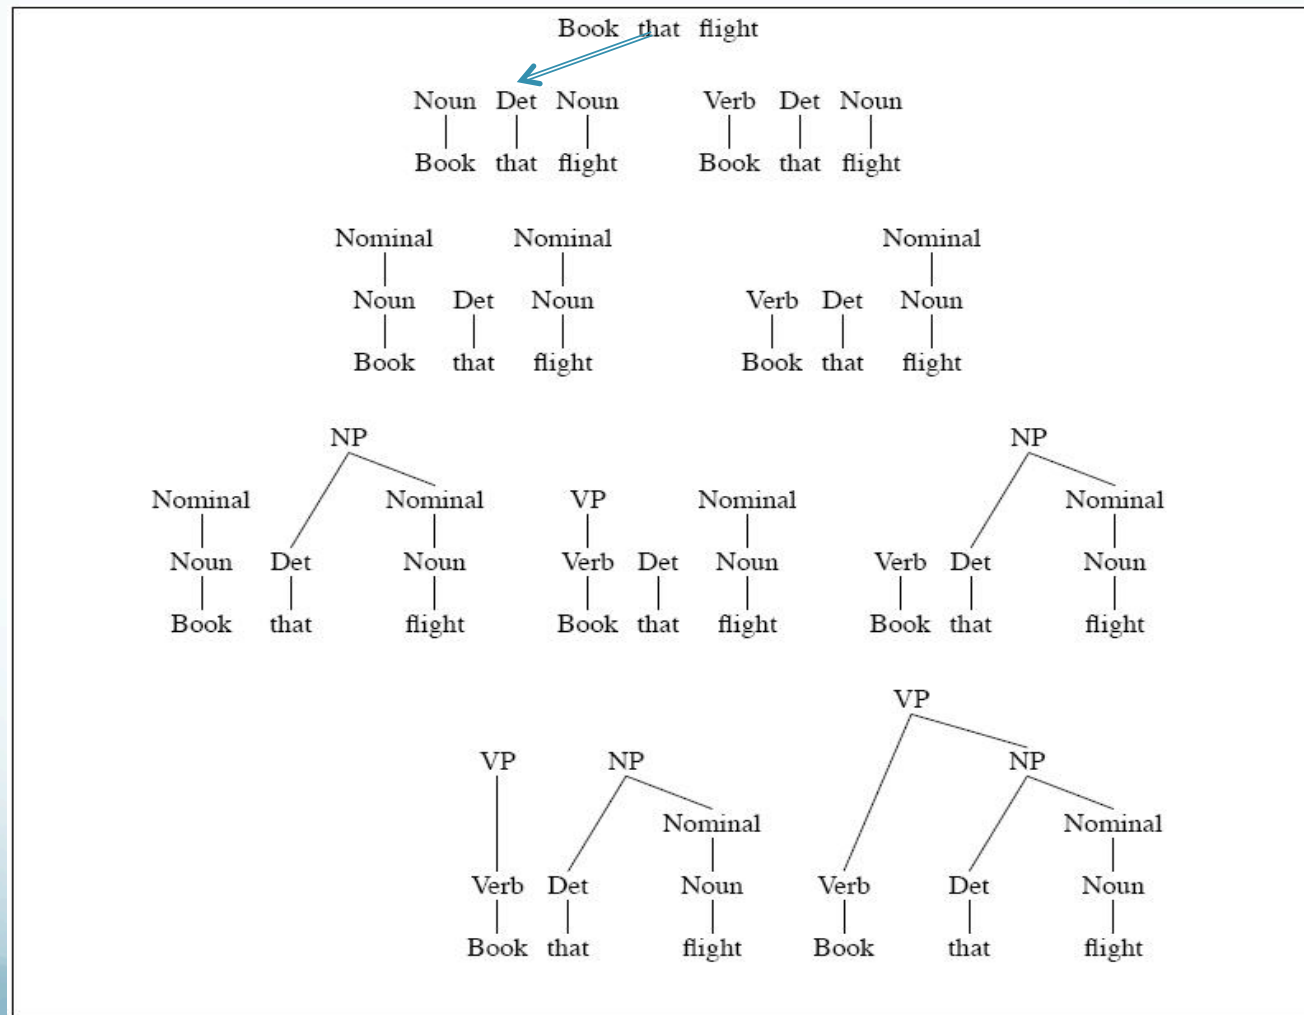 Book that flight
Noun Det Noun Verb Det Noun
Book that flight Book that flight
Nominal Nominal Nominal
Noun Det Noun Verb Det Noun
Book that flight Book that flight
NP NP
Nominal Nominal VP Nominal Nominal
Noun Det Noun Verb Det Noun Verb Det Noun
Book that flight Book that flight Book that flight
VP
VP NP NP
Nominal Nominal
Verb Det Noun Verb Det Noun
Book that flight Book that flight